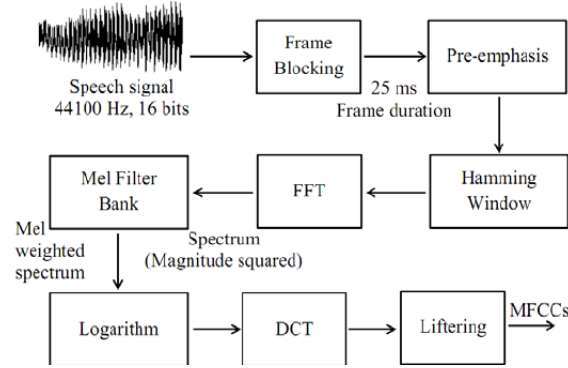 Speech signal
44100 Hz, 16 bits
Frame
Blocking
25 ms
Frame duration
Pre-emphasis
Hamming
Window
FFT
Spectrum
(Magnitude squared)
Mel Filter
Bank
Mel
weighted
spectrum
Logarithm
DCT
Liftering
MFCCs